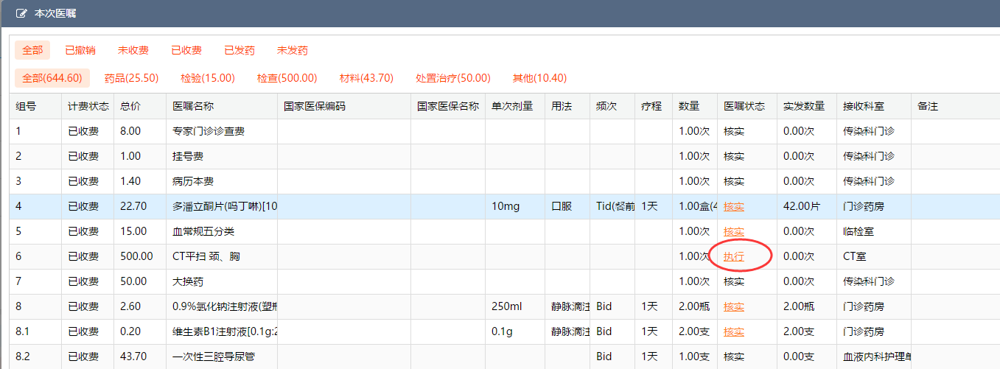 本次医嘱
全部 已撤销 未收费 已收费 已发药 未发药
全部(644.60) 药品(25.50) 检验(15.00) 检查(500.00) 材料(43.70) 处置治疗(50.00) 其他(10.40)
组号 计费状态 总价 医嘱名称 国家医保编码 国家医保名称 单次剂量 用法 频次 疗程 数量 医嘱状态 实发数量 接收科室 备注
1 已收费 8.00 专家门诊诊查费 1.00次 核实 0.00次 传染科门诊
2 已收费 1.00 挂号费 1.00次 核实 0.00次 传染科门诊
3 已收费 1.40 病历本费 1.00次 核实 0.00次 传染科门诊
4 已收费 22.70 多潘立酮片(吗丁啉)[10 10mg 口服 Tid(餐前 1天 1.00盒(4 核实 42.00片 门诊药房
5 已收费 15.00 血常规五分类 1.00次 核实 0.00次 临检室
6 已收费 500.00 CT平扫 颈、胸 1.00次 执行 0.00次 CT室
7 已收费 50.00 大换药 1.00次 核实 0.00次 传染科门诊
8 已收费 2.60 0.9%氯化钠注射液(塑瓶 250ml 静脉滴注 Bid 1天 2.00瓶 核实 2.00瓶 门诊药房
8.1 已收费 0.20 维生素B1注射液[0.1g:2 0.1g 静脉滴注 Bid 1天 2.00支 核实 2.00支 门诊药房
8.2 已收费 43.70 一次性三腔导尿管 Bid 1.00支 核实 0.00支 血液内科护理单